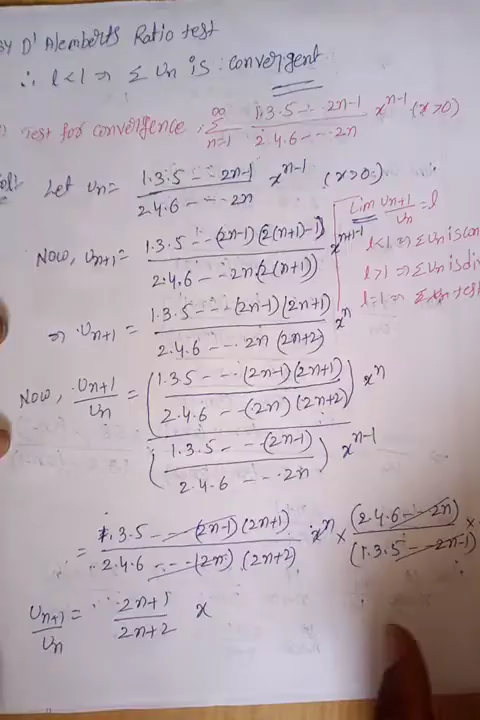 By D' Alemberts Ratio test
∴ l<1 ⇒ Σ Un is convergent
Test for convergence, Σ_{n=1}^{∞} (1.3.5--2n-1)/(2.4.6---2n) x^{n-1} (x>0)
Let Un = (1.3.5--- 2n-1)/(2.4.6---- 2n) x^{n-1} (x>0)
Lim U_{n+1}/Un = l
l<1 ⇒ Σ Un is con
l>1 ⇒ Σ Un is di
l=1 ⇒ test
Now, U_{n+1} = (1.3.5---(2n-1)(2(n+1)-1))/(2.4.6---2n(2(n+1))) x^{n+1-1}
⇒ U_{n+1} = (1.3.5---(2n-1)(2n+1))/(2.4.6---2n(2n+2)) x^n
Now, U_{n+1}/Un = ((1.3.5---(2n-1)(2n+1))/(2.4.6---(2n)(2n+2))) x^n / ((1.3.5---(2n-1))/(2.4.6---2n)) x^{n-1}
= (1.3.5---(2n-1)(2n+1))/(2.4.6---(2n)(2n+2)) x^n × (2.4.6---2n)/(1.3.5---2n-1) ×
U_{n+1}/Un = (2n+1)/(2n+2) x